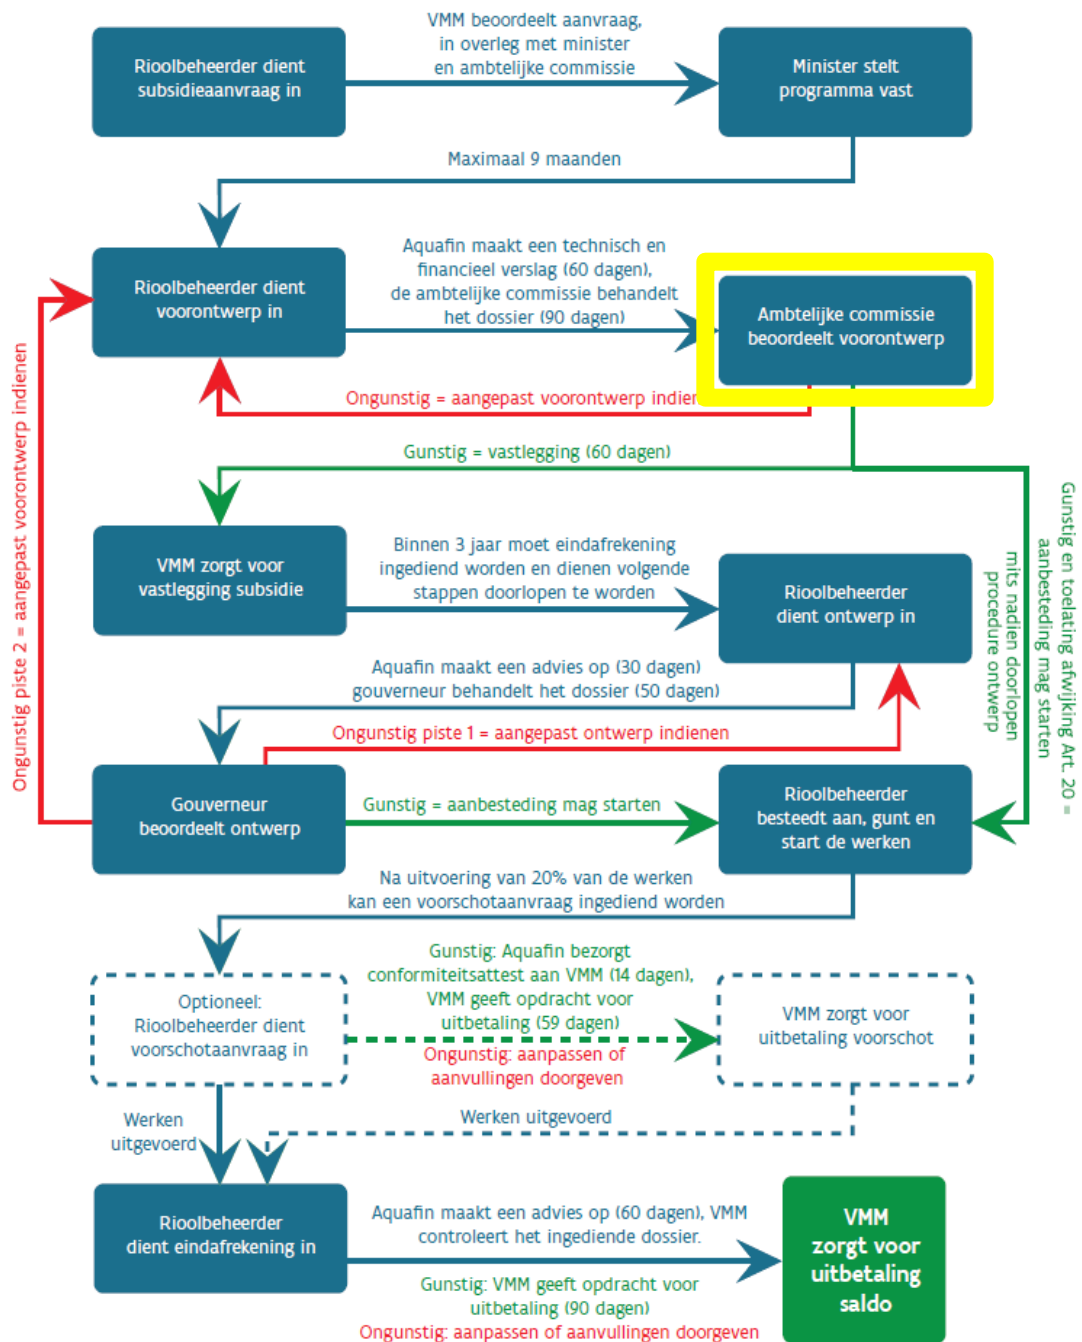 VMM beoordeelt aanvraag,
in overleg met minister
en ambtelijke commissie
Rioolbeheerder dient
subsidieaanvraag in
Minister stelt
programma vast
Maximaal 9 maanden
Aquafin maakt een technisch en
financieel verslag (60 dagen),
de ambtelijke commissie behandelt
het dossier (90 dagen)
Rioolbeheerder dient
voorontwerp in
Ambtelijke commissie
beoordeelt voorontwerp
Ongunstig = aangepast voorontwerp indienen
Gunstig = vastlegging (60 dagen)
Ongunstig piste 2 = aangepast voorontwerp indienen
Gunstig en toelating afwijking Art. 20 =
aanbesteding mag starten
mits nadien doorlopen
procedure ontwerp
VMM zorgt voor
vastlegging subsidie
Binnen 3 jaar moet eindafrekening
ingediend worden en dienen volgende
stappen doorlopen te worden
Rioolbeheerder
dient ontwerp in
Aquafin maakt een advies op (30 dagen)
gouverneur behandelt het dossier (50 dagen)
Ongunstig piste 1 = aangepast ontwerp indienen
Gouverneur
beoordeelt ontwerp
Gunstig = aanbesteding mag starten
Rioolbeheerder
besteedt aan, gunt en
start de werken
Na uitvoering van 20% van de werken
kan een voorschotaanvraag ingediend worden
Optioneel:
Rioolbeheerder dient
voorschotaanvraag in
Gunstig: Aquafin bezorgt
conformiteitsattest aan VMM (14 dagen),
VMM geeft opdracht voor
uitbetaling (59 dagen)
Ongunstig: aanpassen of
aanvullingen doorgeven
VMM zorgt voor
uitbetaling voorschot
Werken
uitgevoerd
Werken uitgevoerd
Rioolbeheerder
dient eindafrekening in
Aquafin maakt een advies op (60 dagen), VMM
controleert het ingediende dossier.
Gunstig: VMM geeft opdracht voor
uitbetaling (90 dagen)
Ongunstig: aanpassen of aanvullingen doorgeven
VMM
zorgt voor
uitbetaling
saldo